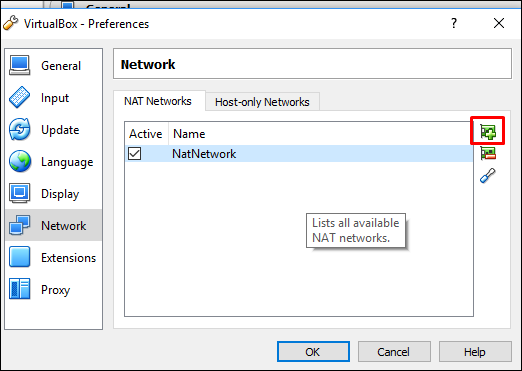 General
VirtualBox - Preferences
?
General
Input
Update
Language
Display
Network
Extensions
Proxy
Network
NAT Networks
Host-only Networks
Active
Name
NatNetwork
Lists all available
NAT networks.
OK
Cancel
Help